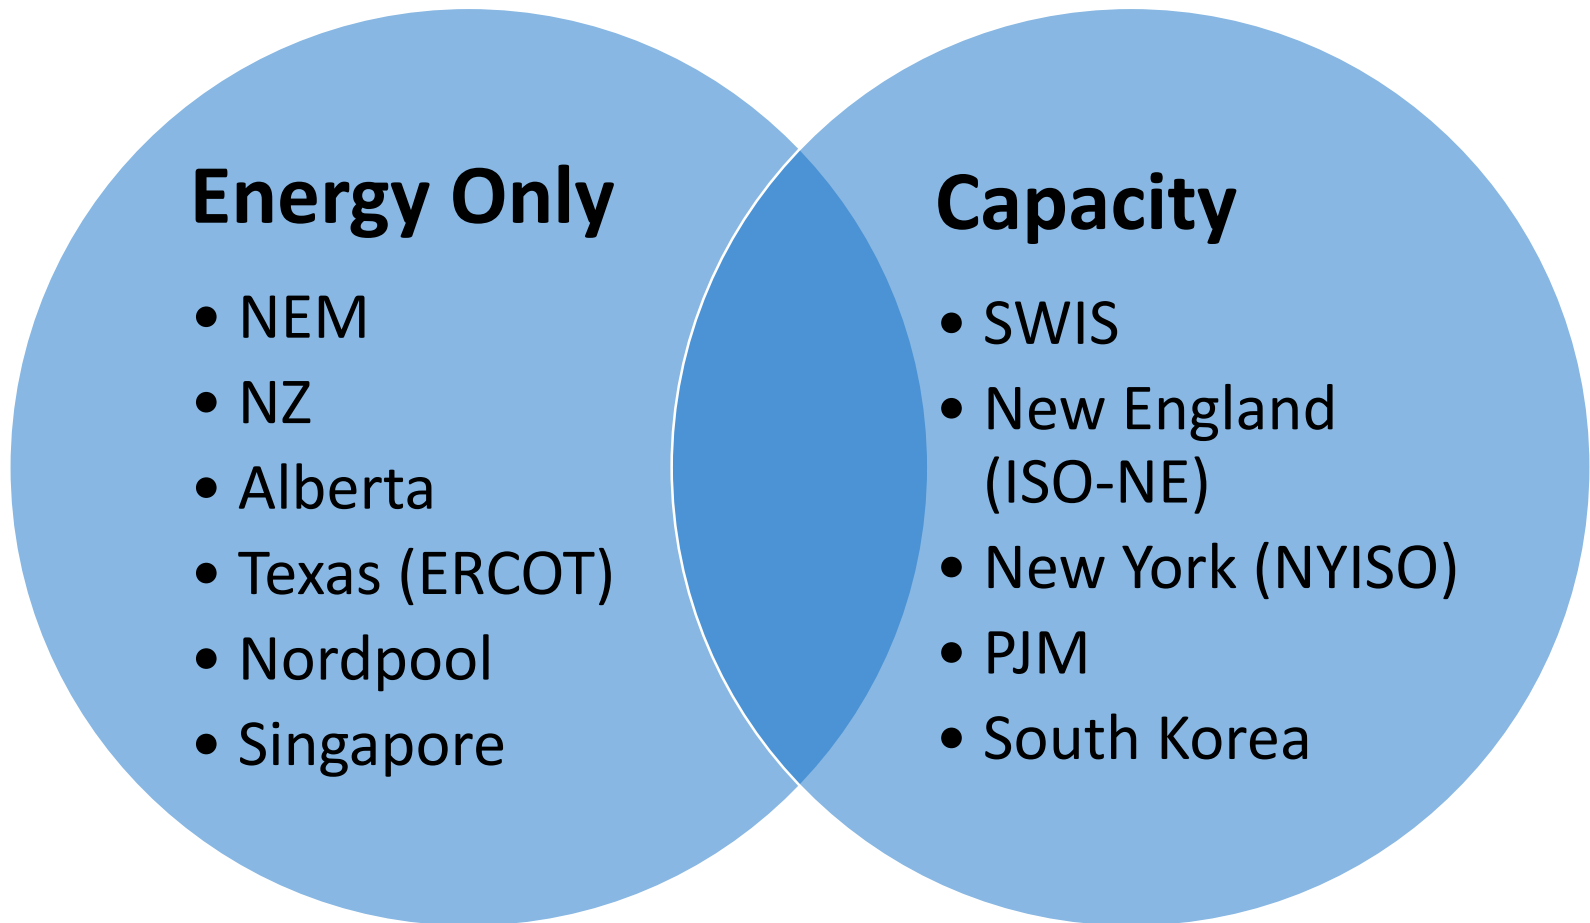 Energy Only
• NEM
• NZ
• Alberta
• Texas (ERCOT)
• Nordpool
• Singapore
Capacity
• SWIS
• New England
(ISO-NE)
• New York (NYISO)
• PJM
• South Korea